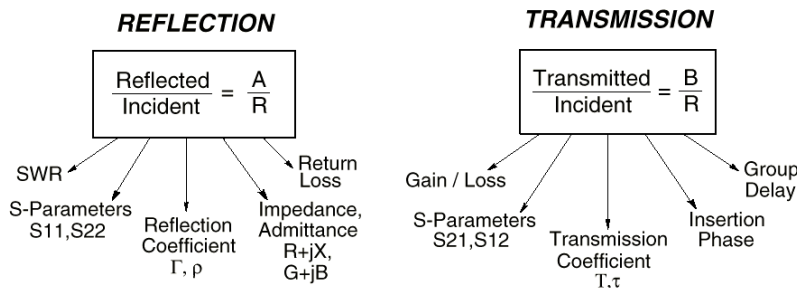 REFLECTION
Reflected
Incident
=
A
R
SWR
S-Parameters
S11,S22
Reflection
Coefficient
Γ, ρ
Impedance,
Admittance
R+jX,
G+jB
Return
Loss
TRANSMISSION
Transmitted
Incident
=
B
R
Gain / Loss
S-Parameters
S21,S12
Transmission
Coefficient
T,τ
Insertion
Phase
Group
Delay